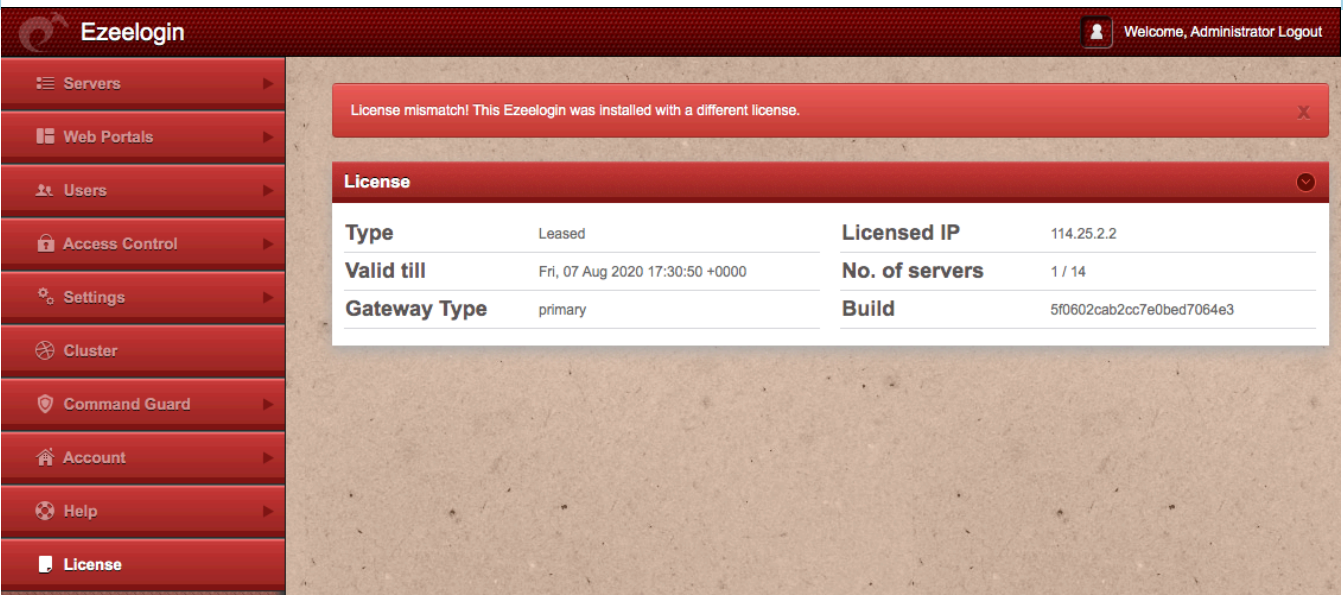 Ezeelogin
Welcome, Administrator Logout
Servers
Web Portals
Users
Access Control
Settings
Cluster
Command Guard
Account
Help
License
License mismatch! This Ezeelogin was installed with a different license.
x
License
Type Leased Licensed IP 114.25.2.2
Valid till Fri, 07 Aug 2020 17:30:50 +0000 No. of servers 1 / 14
Gateway Type primary Build 5f0602cab2cc7e0bed7064e3